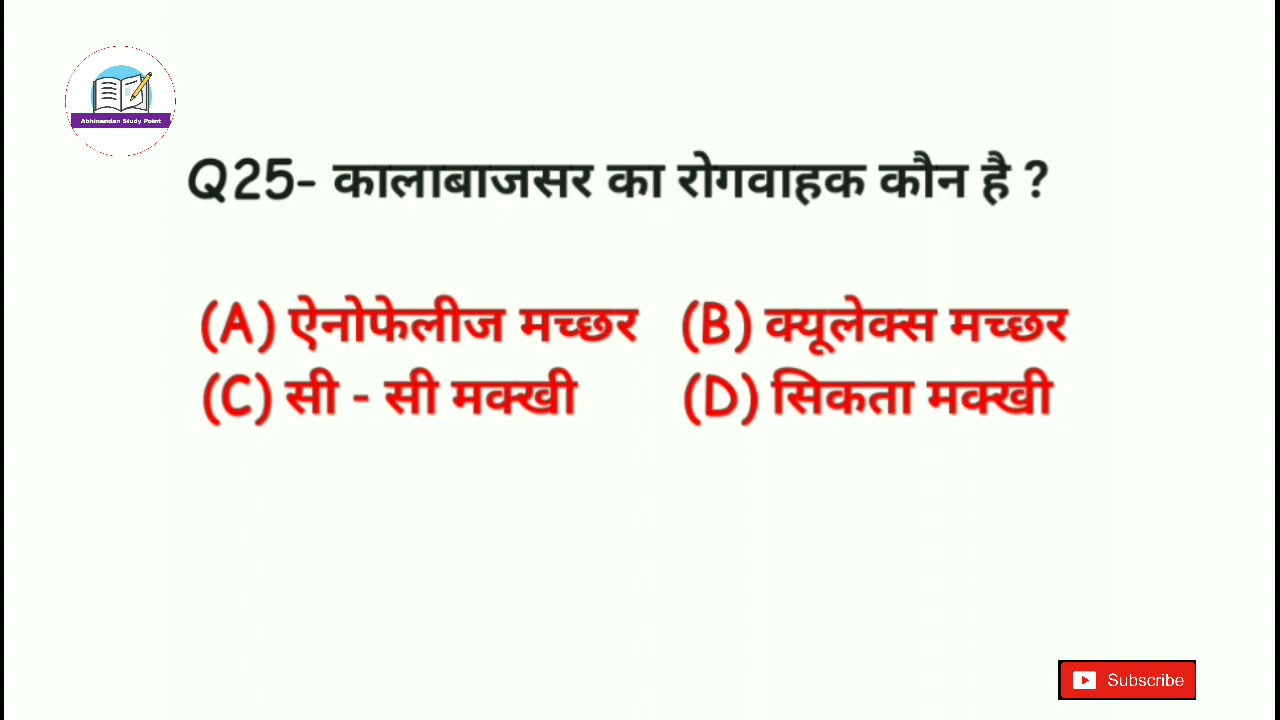 Abhinandan Study Point
Q25- कालाबाजसर का रोगवाहक कौन है ?
(A) ऐनोफेलीज मच्छर (B) क्यूलेक्स मच्छर
(C) सी - सी मक्खी (D) सिकता मक्खी
Subscribe